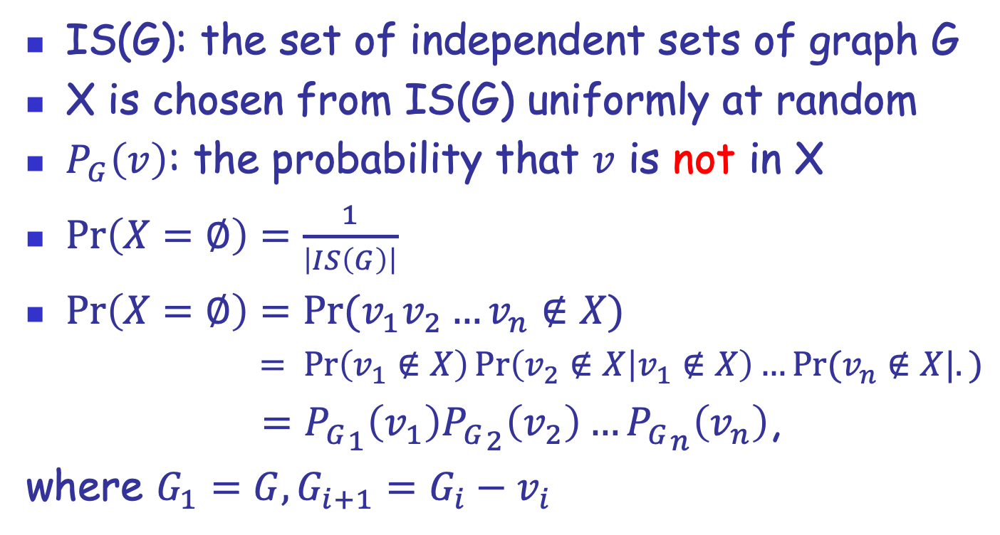 ▪ IS(G): the set of independent sets of graph G
▪ X is chosen from IS(G) uniformly at random
▪ $P_G(v)$: the probability that $v$ is not in X
▪ $\Pr(X = \emptyset) = \frac{1}{|IS(G)|}$
▪ $\Pr(X = \emptyset) = \Pr(v_1 v_2 \ldots v_n \notin X)$
$= \Pr(v_1 \notin X) \Pr(v_2 \notin X | v_1 \notin X) \ldots \Pr(v_n \notin X |.)$
$= P_{G_1}(v_1) P_{G_2}(v_2) \ldots P_{G_n}(v_n),$
where $G_1 = G, G_{i+1} = G_i - v_i$